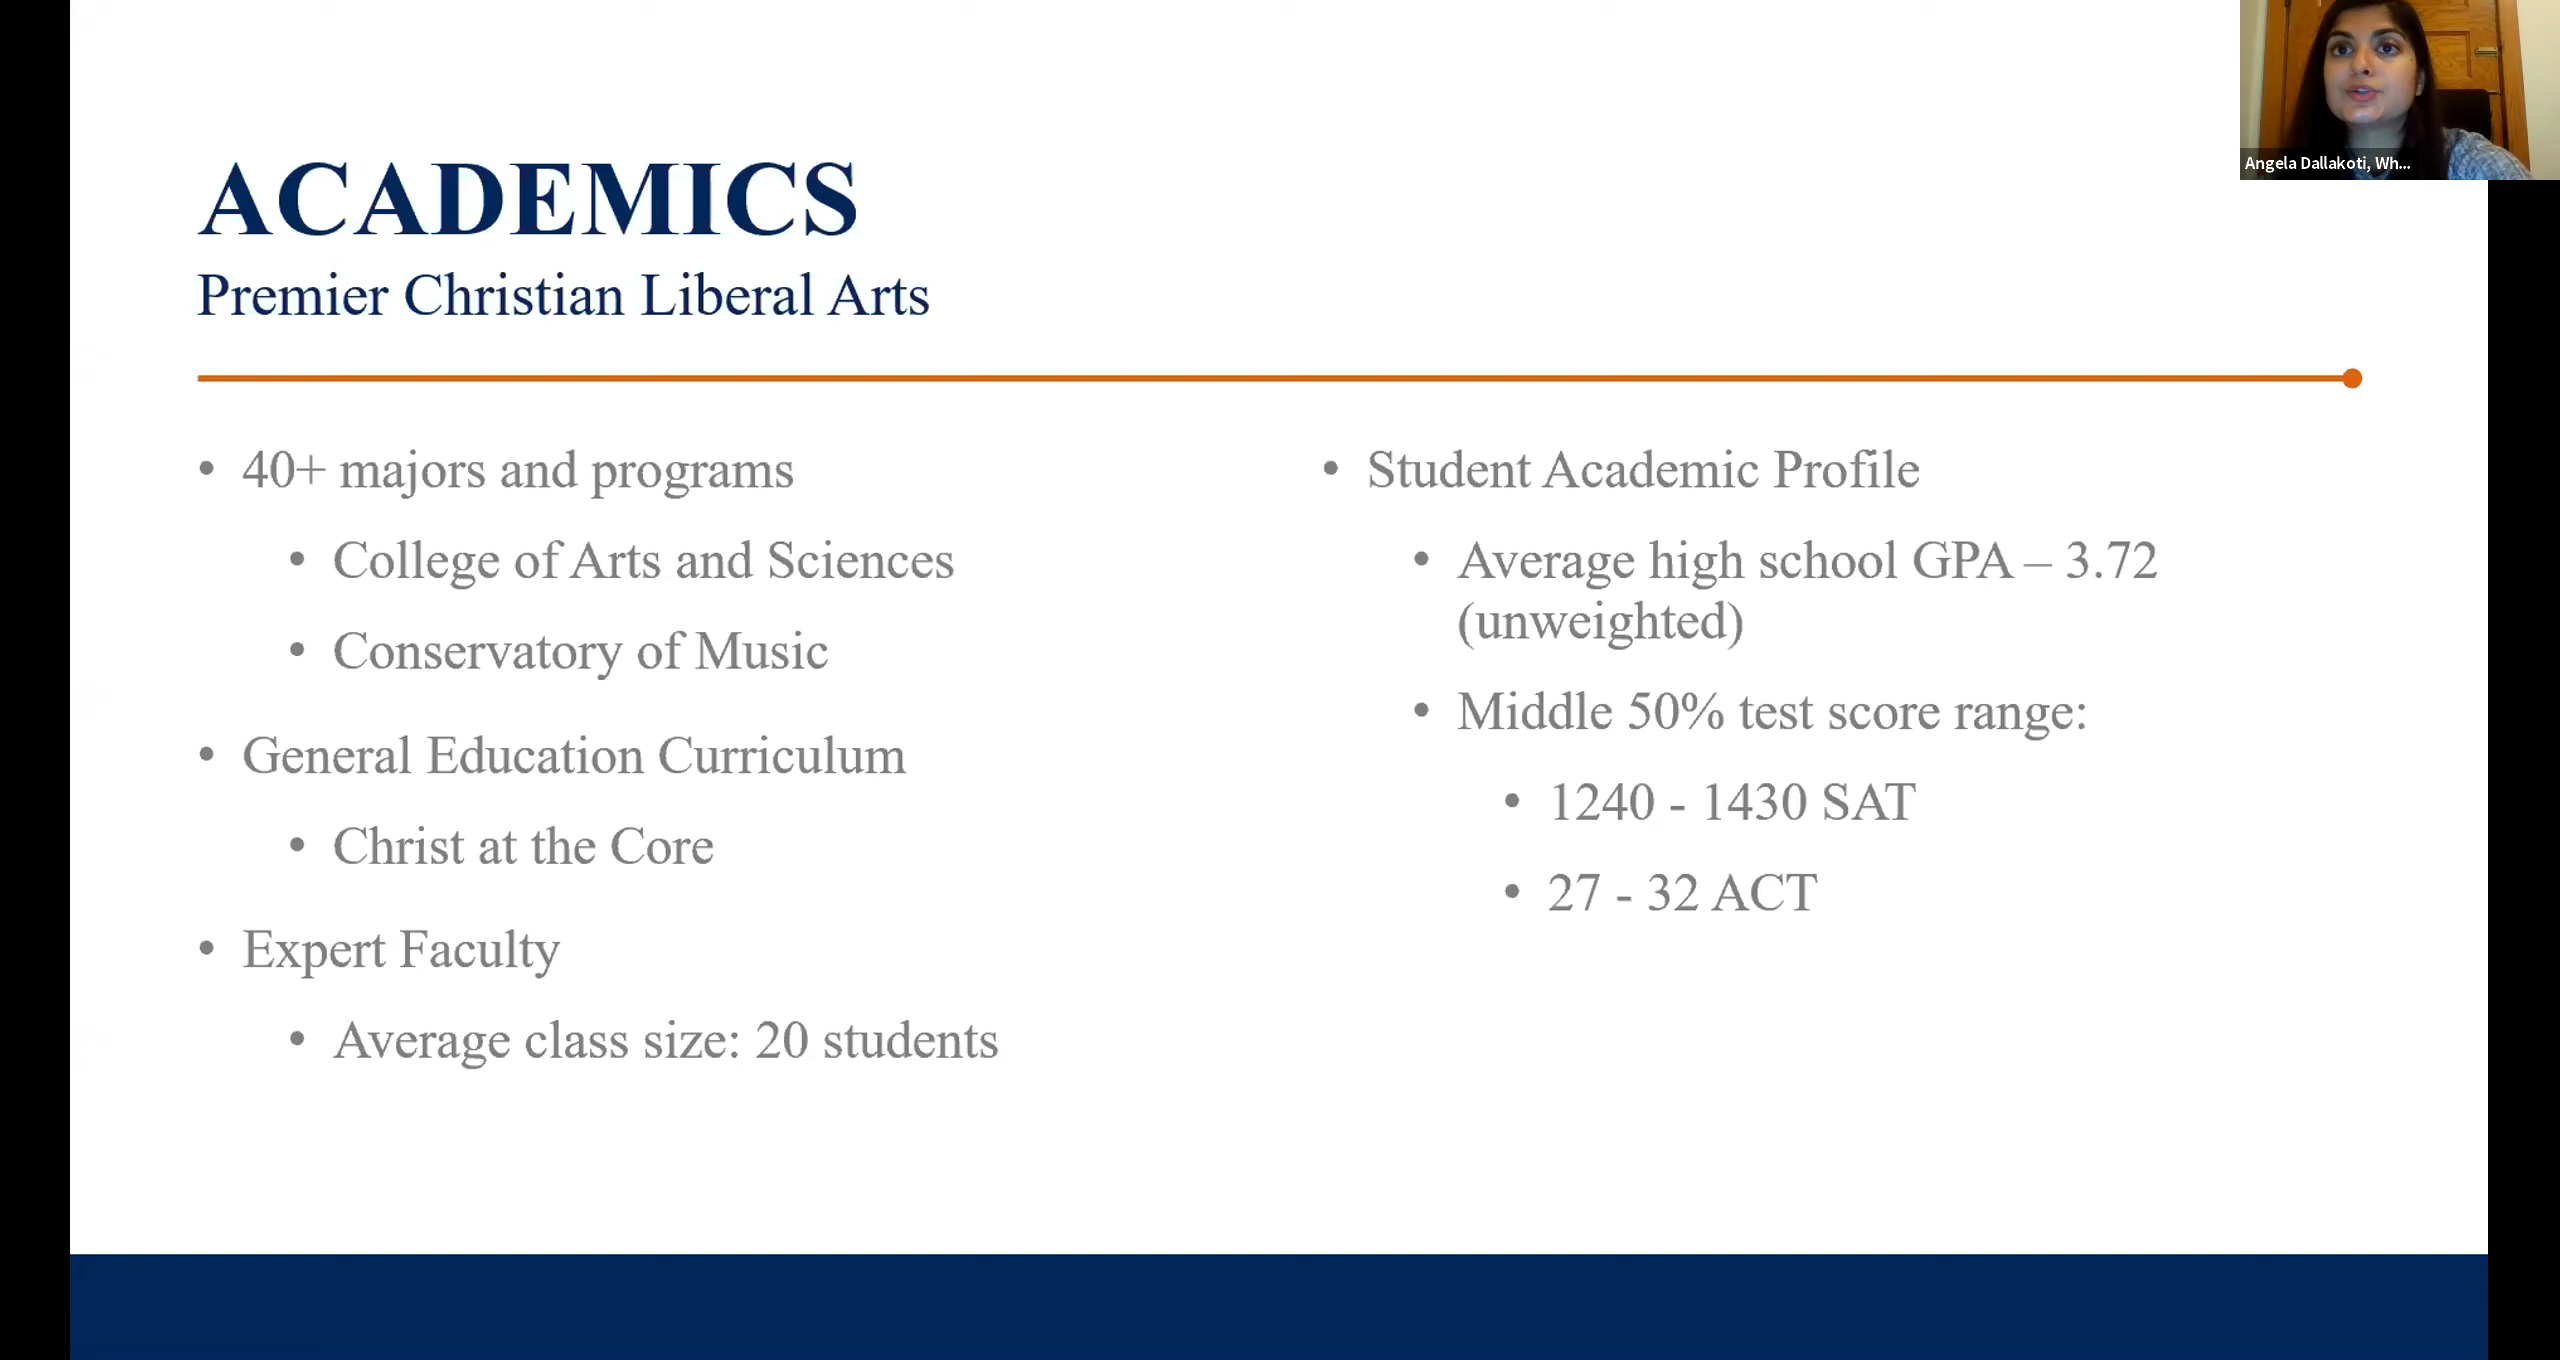 ACADEMICS
Premier Christian Liberal Arts
• 40+ majors and programs
• College of Arts and Sciences
• Conservatory of Music
• General Education Curriculum
• Christ at the Core
• Expert Faculty
• Average class size: 20 students
• Student Academic Profile
• Average high school GPA – 3.72
(unweighted)
• Middle 50% test score range:
• 1240 - 1430 SAT
• 27 - 32 ACT
Angela Dallakoti, Wh...